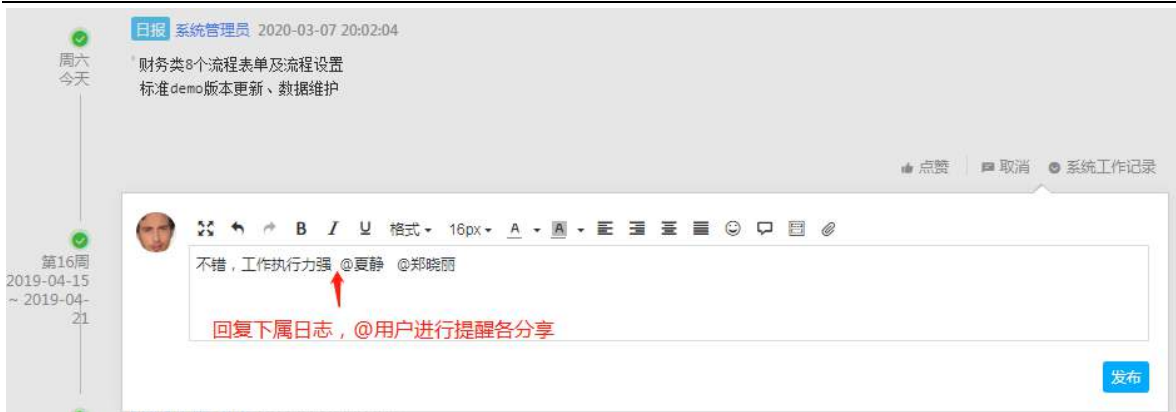 日报 系统管理员 2020-03-07 20:02:04
周六
今天
财务类8个流程表单及流程设置
标准demo版本更新、数据维护
点赞 取消 系统工作记录
B I U 格式 16px A A
不错，工作执行力强 @夏静 @郑晓丽
回复下属日志，@用户进行提醒各分享
第16周
2019-04-15
~ 2019-04-
21
发布